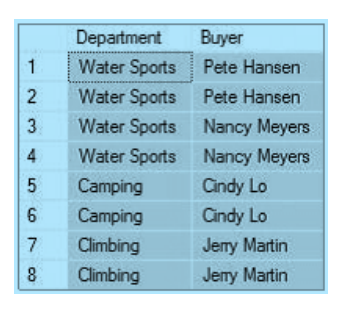 Department Buyer
1 Water Sports Pete Hansen
2 Water Sports Pete Hansen
3 Water Sports Nancy Meyers
4 Water Sports Nancy Meyers
5 Camping Cindy Lo
6 Camping Cindy Lo
7 Climbing Jerry Martin
8 Climbing Jerry Martin